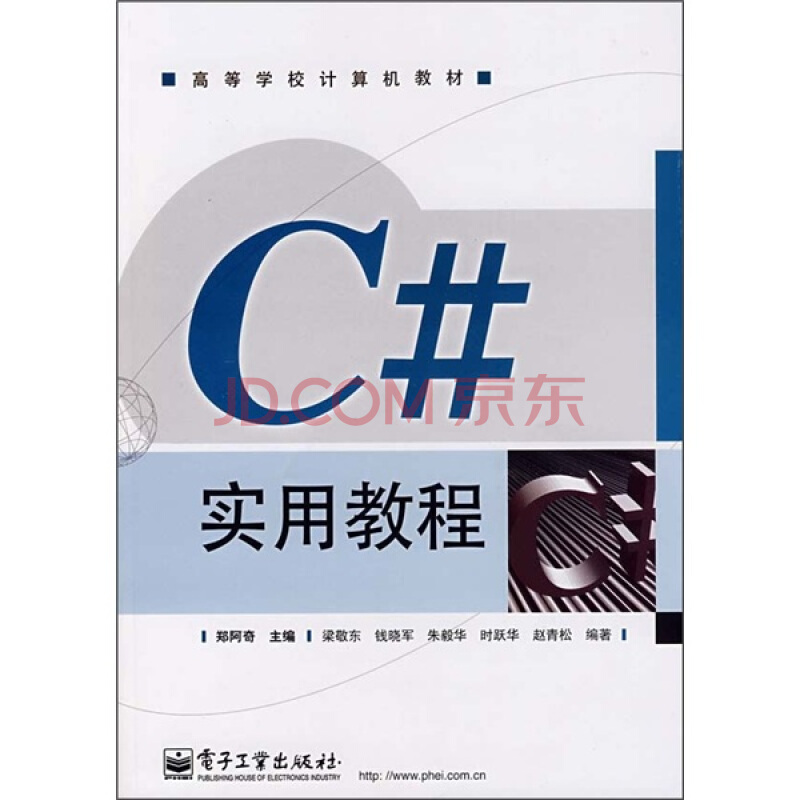 高等学校计算机教材
C#
JD.COM 京东
实用教程
C#
郑阿奇 主编 梁敬东 钱晓军 朱毅华 时跃华 赵青松 编著
電子工業出版社
PUBLISHING HOUSE OF ELECTRONICS INDUSTRY
http://www.phei.com.cn